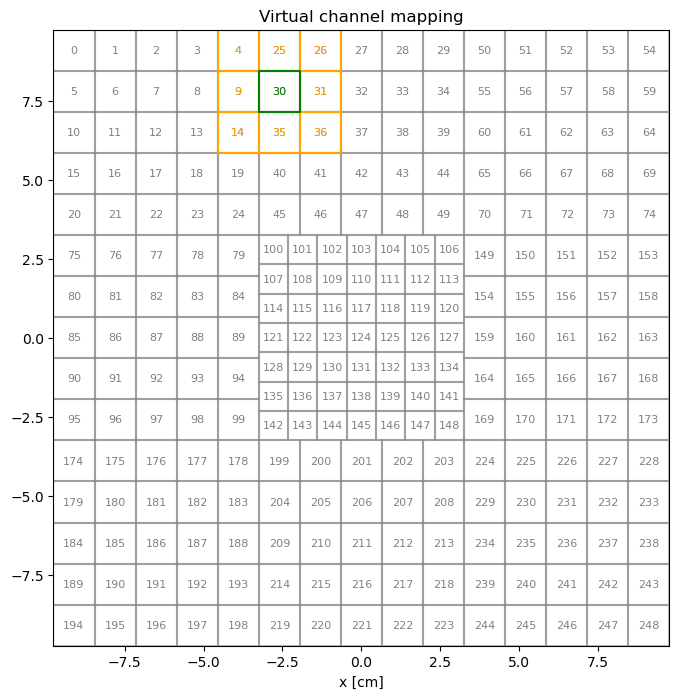 Virtual channel mapping
0 1 2 3 4 25 26 27 28 29 50 51 52 53 54
5 6 7 8 9 30 31 32 33 34 55 56 57 58 59
7.5
10 11 12 13 14 35 36 37 38 39 60 61 62 63 64
15 16 17 18 19 40 41 42 43 44 65 66 67 68 69
5.0
20 21 22 23 24 45 46 47 48 49 70 71 72 73 74
75 76 77 78 79 100 101 102 103 104 105 106 149 150 151 152 153
2.5
107 108 109 110 111 112 113
80 81 82 83 84 114 115 116 117 118 119 120 154 155 156 157 158
0.0
85 86 87 88 89 121 122 123 124 125 126 127 159 160 161 162 163
128 129 130 131 132 133 134
90 91 92 93 94 164 165 166 167 168
135 136 137 138 139 140 141
−2.5
95 96 97 98 99 142 143 144 145 146 147 148 169 170 171 172 173
174 175 176 177 178 199 200 201 202 203 224 225 226 227 228
−5.0
179 180 181 182 183 204 205 206 207 208 229 230 231 232 233
184 185 186 187 188 209 210 211 212 213 234 235 236 237 238
−7.5
189 190 191 192 193 214 215 216 217 218 239 240 241 242 243
194 195 196 197 198 219 220 221 222 223 244 245 246 247 248
−7.5 −5.0 −2.5 0.0 2.5 5.0 7.5
x [cm]